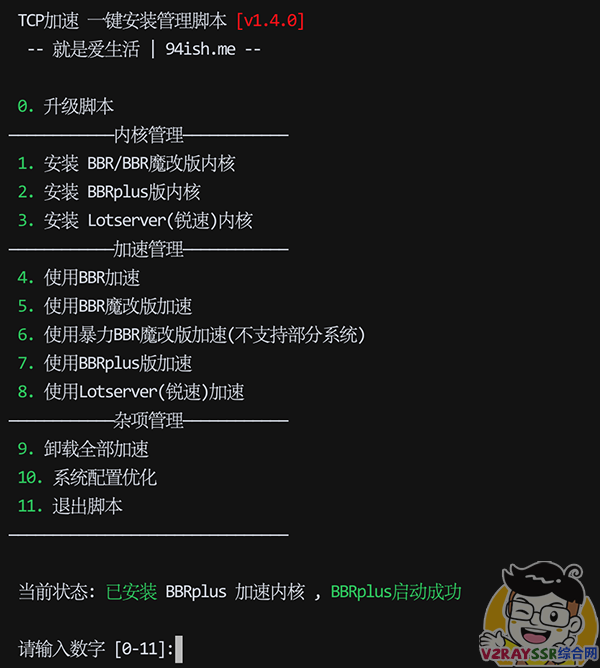 TCP加速 一键安装管理脚本 [v1.4.0]
-- 就是爱生活 | 94ish.me --
0. 升级脚本
————————————内核管理————————————
1. 安装 BBR/BBR魔改版内核
2. 安装 BBRplus版内核
3. 安装 Lotserver(锐速)内核
————————————加速管理————————————
4. 使用BBR加速
5. 使用BBR魔改版加速
6. 使用暴力BBR魔改版加速(不支持部分系统)
7. 使用BBRplus版加速
8. 使用Lotserver(锐速)加速
————————————杂项管理————————————
9. 卸载全部加速
10. 系统配置优化
11. 退出脚本
————————————————————————————————
当前状态: 已安装 BBRplus 加速内核 , BBRplus启动成功
请输入数字 [0-11]:
V2RAYSSR综合网